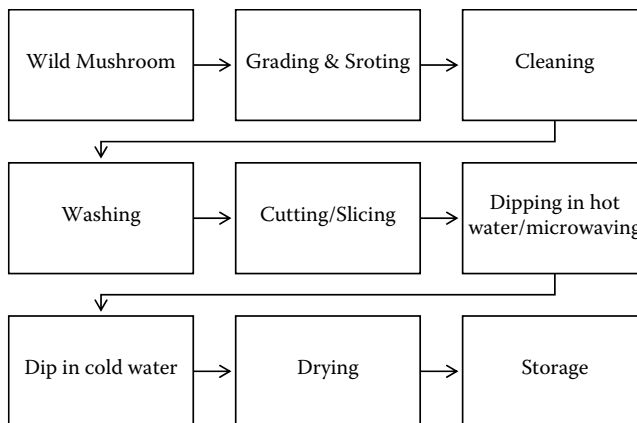 Wild Mushroom
Grading & Sroting
Cleaning
Washing
Cutting/Slicing
Dipping in hot
water/microwaving
Dip in cold water
Drying
Storage